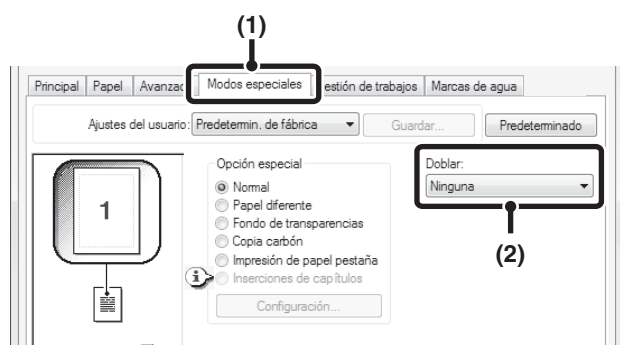 (1)
Principal Papel Avanzad Modos especiales estión de trabajos Marcas de agua
Ajustes del usuario: Predetermin. de fábrica Guardar... Predeterminado
Opción especial
Normal
Papel diferente
Fondo de transparencias
Copia carbón
Impresión de papel pestaña
Inserciones de capítulos
Configuración...
Doblar:
Ninguna
(2)
1